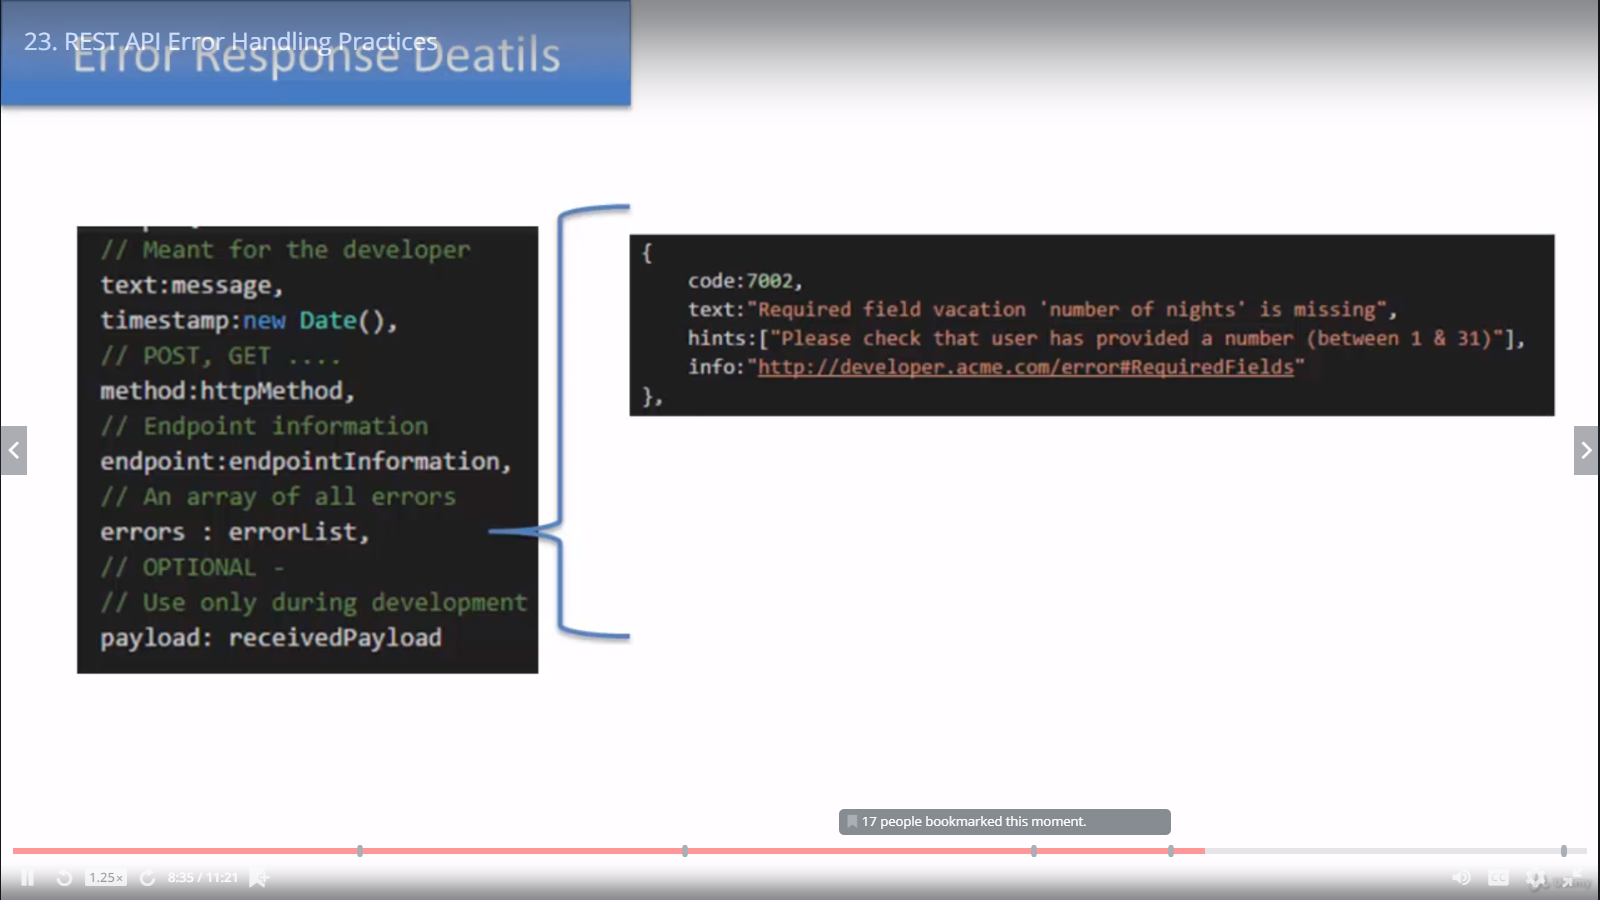 23. REST API Error Handling Practices
Error Response Deatils
// Meant for the developer
text:message,
timestamp:new Date(),
// POST, GET ....
method:httpMethod,
// Endpoint information
endpoint:endpointInformation,
// An array of all errors
errors : errorList,
// OPTIONAL -
// Use only during development
payload: receivedPayload
{
code:7002,
text:"Required field vacation 'number of nights' is missing",
hints:["Please check that user has provided a number (between 1 & 31)"],
info:"http://developer.acme.com/error#RequiredFields"
},
17 people bookmarked this moment.
1.25×
8:35 / 11:21
CC